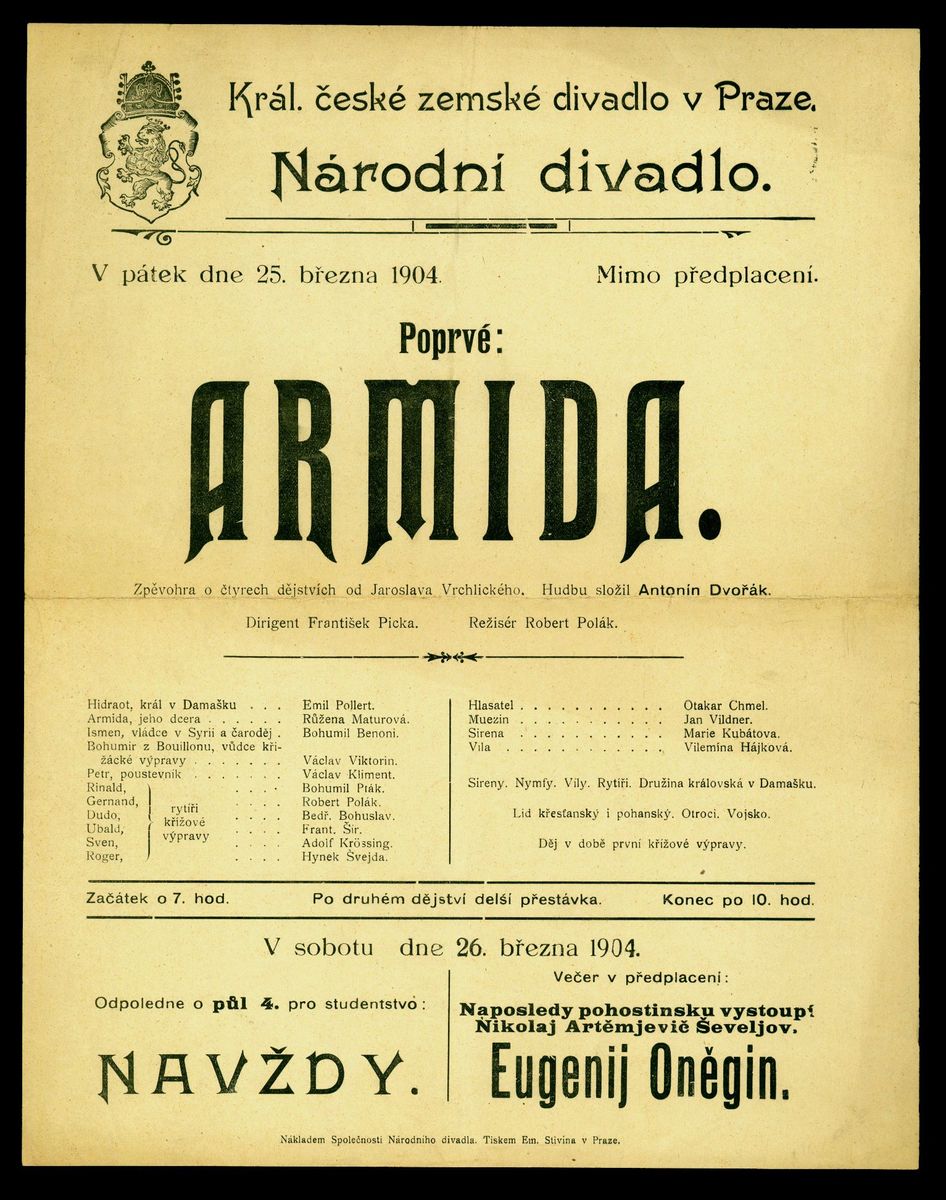 Král. české zemské divadlo v Praze.
Národní divadlo.
V pátek dne 25. března 1904. Mimo předplacení.
Poprvé:
ARMIDA.
Zpěvohra o čtyrech dějstvích od Jaroslava Vrchlického. Hudbu složil Antonín Dvořák.
Dirigent František Picka. Režisér Robert Polák.
Hidraot, král v Damašku . . . Emil Pollert.
Armida, jeho dcera . . . . . . Růžena Maturová.
Ismen, vládce v Syrii a čaroděj . Bohumil Benoni.
Bohumir z Bouillonu, vůdce kři-
žácké výpravy . . . . . . . Václav Viktorin.
Petr, poustevník . . . . . . . Václav Kliment.
Rinald, . . . . Bohumil Pták.
Gernand, . . . . Robert Polák.
Dudo, . . . . Bedř. Bohuslav.
Ubald, . . . . Frant. Šír.
Sven, . . . . Adolf Krössing.
Roger, . . . . Hynek Švejda.
rytíři
křížové
výpravy
Hlasatel . . . . . . . . . . . Otakar Chmel.
Muezin . . . . . . . . . . . Jan Vildner.
Sirena . . . . . . . . . . . Marie Kubátova.
Víla . . . . . . . . . . . . Vilemína Hájková.
Sireny. Nymfy. Víly. Rytíři. Družina královská v Damašku.
Lid křesťanský i pohanský. Otroci. Vojsko.
Děj v době první křížové výpravy.
Začátek o 7. hod. Po druhém dějství delší přestávka. Konec po 10. hod.
V sobotu dne 26. března 1904.
Odpoledne o půl 4. pro studentstvo:
NAVŽDY.
Večer v předplacení:
Naposledy pohostinsku vystoupí
Nikolaj Artěmjevič Ševeljov.
Eugenij Oněgin.
Nákladem Společnosti Národního divadla. Tiskem Em. Stivína v Praze.